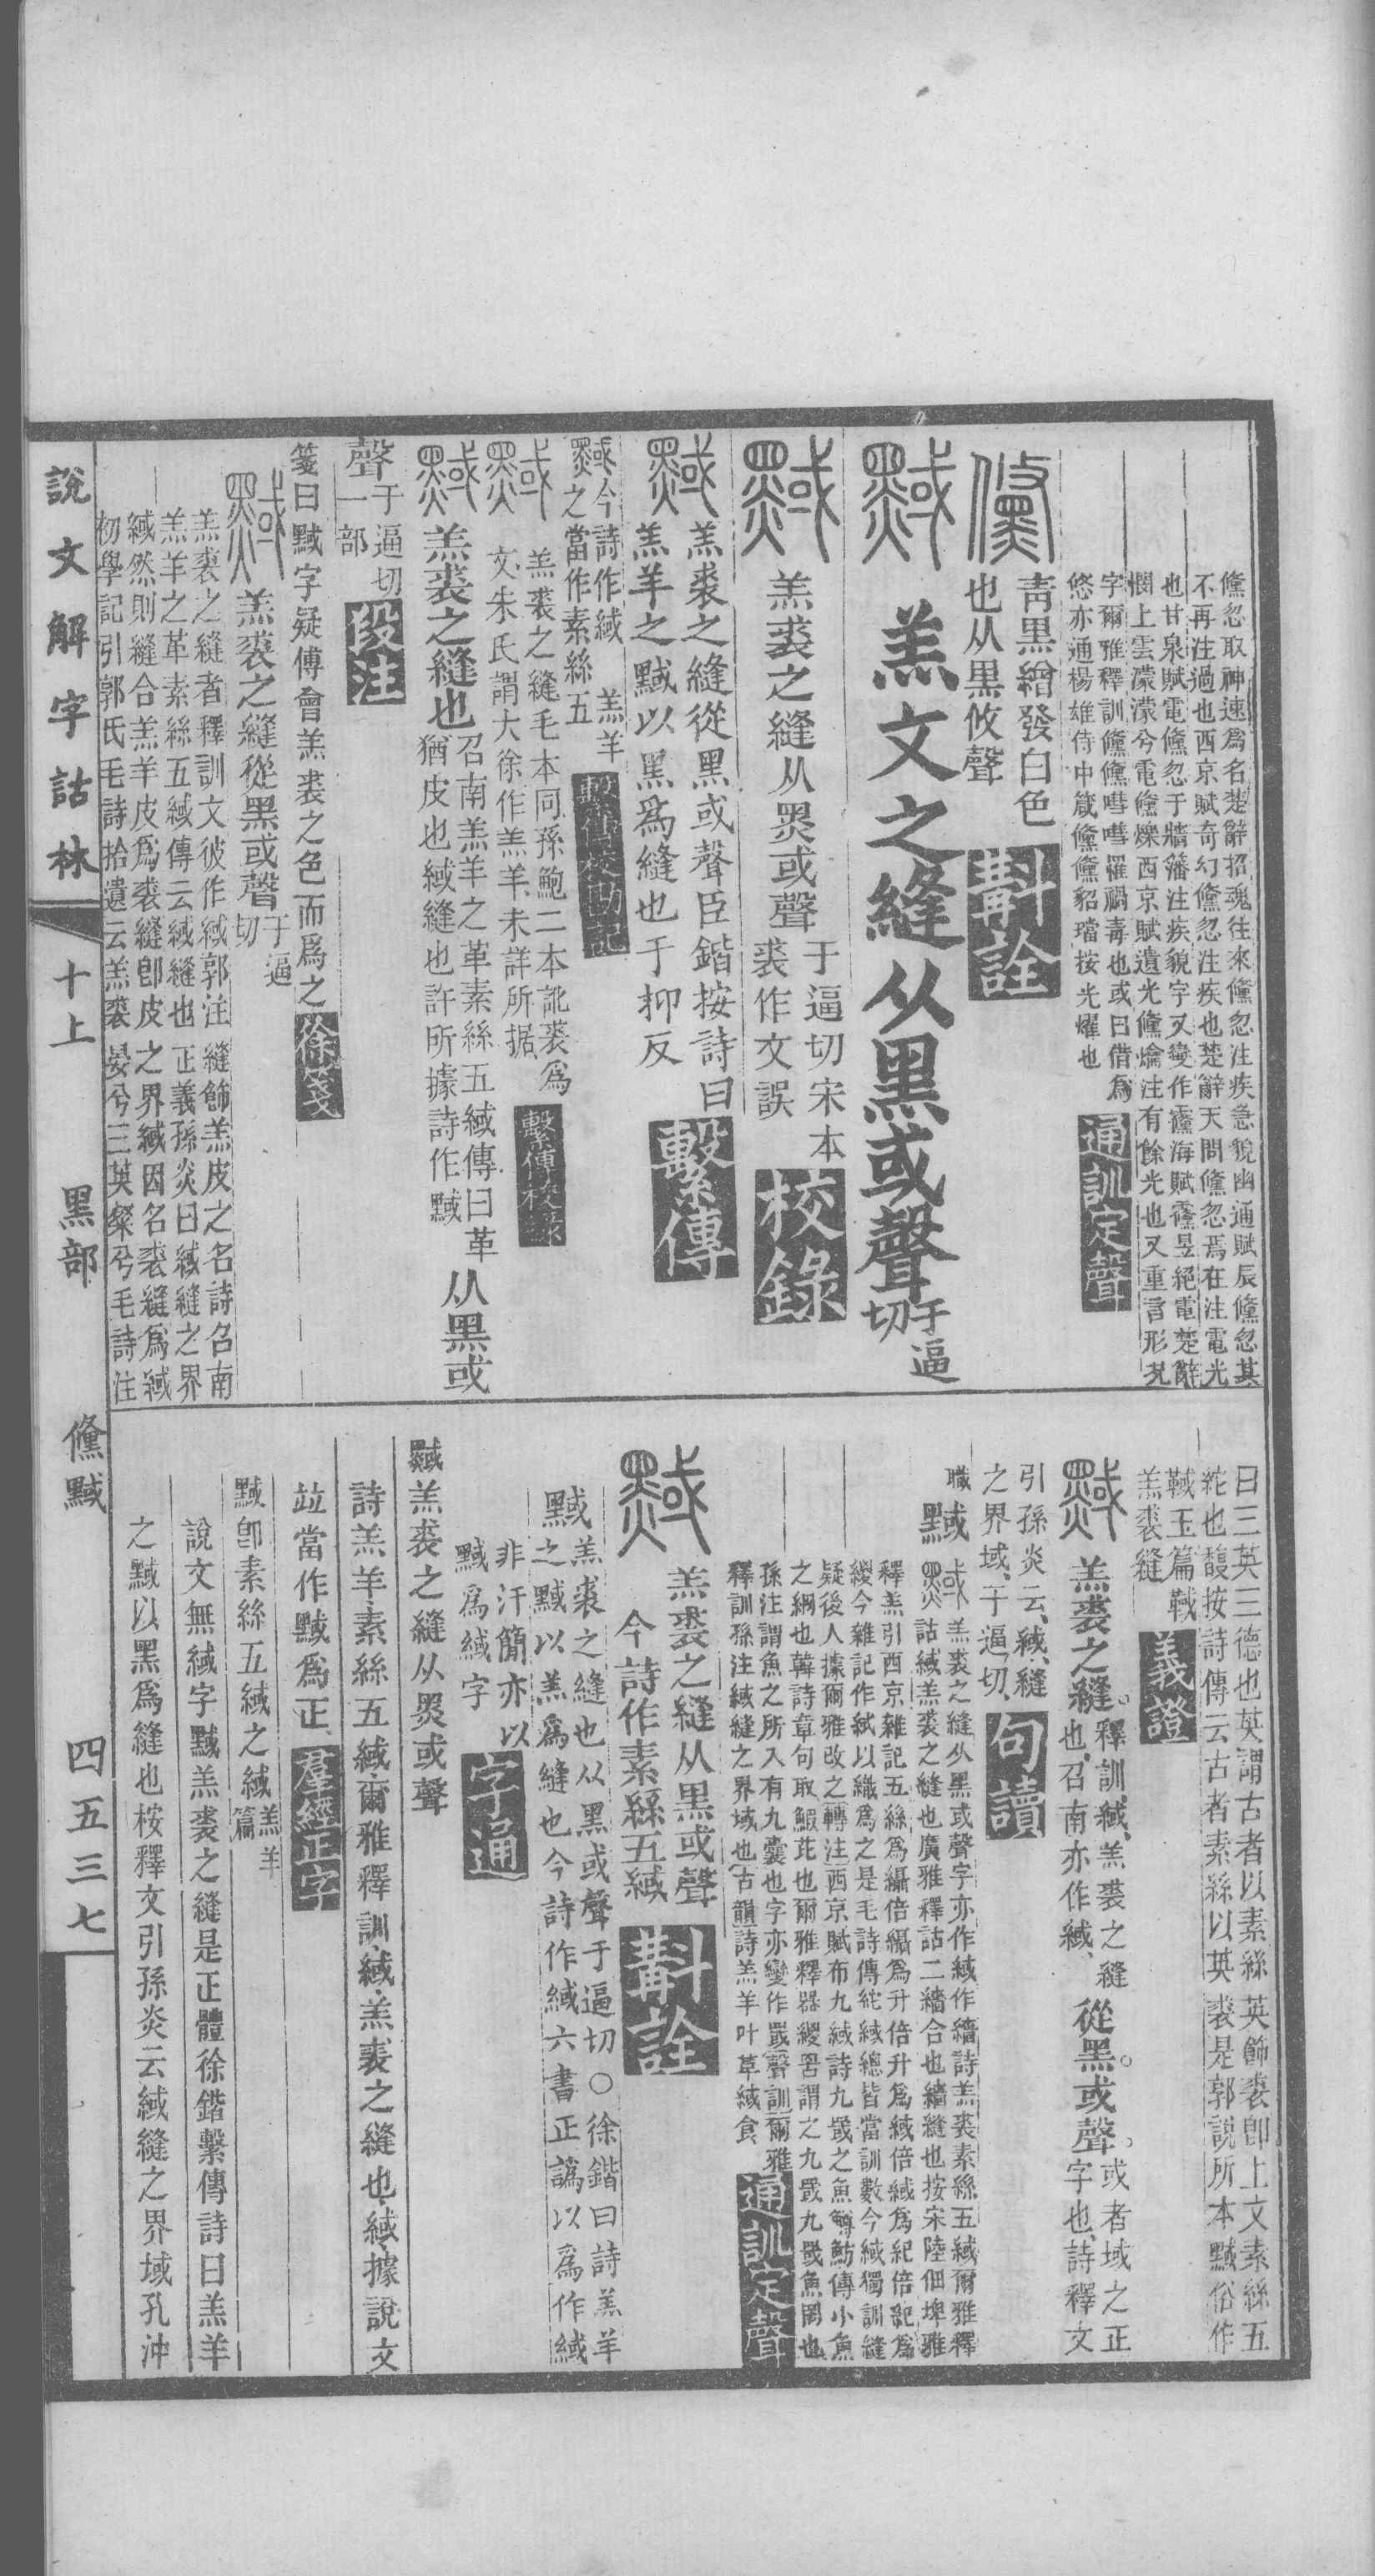 儵忽取神速爲名楚辭招魂往來儵忽注疾急貌幽通賦辰儵忽其
不再注過也西京賦奇幻儵忽注疾也楚辭天問儵忽焉在注電光
也甘泉賦電儵忽于牆藩注疾貌字又變作䨥海賦䨥昱絕電楚辭
憫上雲濛濛兮電儵爍西京賦遺光儵爚注有餘光也又重言形況
字爾雅釋訓儵儵嘒嘒罹禍毒也或曰借爲
悠亦通楊雄侍中箴儵儵貂璫按光燿也
通訓定聲
青黑繒發白色
也从黑攸聲
斠詮
羔文之縫从黑或聲
于逼
切
羔裘之縫从黑或聲
于逼切宋本
裘作文誤
校錄
羔裘之縫從黑或聲臣鍇按詩曰
羔羊之黬以黑爲縫也于抑反
繫傳
今詩作緎 羔羊
之當作素絲五
繫傳校勘記
羔裘之縫毛本同孫鮑二本訛裘爲
文朱氏謂大徐作羔羊未詳所据
繫傳校錄
羔裘之縫也
召南羔羊之革素絲五緎傳曰革
猶皮也緎縫也許所據詩作黬
从黑或
聲
于逼切
一部
段注
箋曰黬字疑傅會羔裘之色而爲之
徐箋
羔裘之縫從黑或聲
于逼
切
羔裘之縫者釋訓文彼作緎郭注縫飾羔皮之名詩召南
羔羊之革素絲五緎傳云緎縫也正義孫炎曰緎縫之界
緎然則縫合羔羊皮爲裘縫卽皮之界緎因名裘縫爲緎
初學記引郭氏毛詩拾遺云羔裘晏兮三英粲兮毛詩注
說文解字詁林
十上
黑部
儵黬
四五三七
曰三英三德也英謂古者以素絲英飾裘卽上文素絲五
紽也馥按詩傳云古者素絲以英裘是郭說所本黬俗作
䩹玉篇䩹
羔裘縫
義證
羔裘之縫
釋訓緎羔裘之縫
也召南亦作緎
從黑或聲
或者域之正
字也詩釋文
引孫炎云緎縫
之界域于逼切
句讀
職黬
羔裘之縫从黑或聲字亦作緎作繬詩羔裘素絲五緎爾雅釋
詁緎羔裘之縫也廣雅釋詁二繬合也繬縫也按宋陸佃埤雅
釋羔引西京雜記五絲爲䌰倍䌰爲升倍升爲緎倍緎爲紀倍紀爲
緵今雜記作緎以織爲之是毛詩傳紽緎總皆當訓數今緎獨訓縫
疑後人據爾雅改之轉注西京賦布九緎詩九罭之魚鱒魴傳小魚
之網也韓詩章句取鰕芘也爾雅釋器緵罟謂之九罭九罭魚罔也
孫注謂魚之所入有九囊也字亦變作罭聲訓爾雅
釋訓孫注緎縫之界域也古韻詩羔羊叶革緎食
通訓定聲
羔裘之縫从黑或聲
今詩作素絲五緎
斠詮
黬
羔裘之縫也从黑或聲于逼切○徐鍇曰詩羔羊
之黬以羔爲縫也今詩作緎六書正譌以爲作緎
非汗簡亦以
黬爲緎字
字通
黬羔裘之縫从黑或聲
詩羔羊素絲五緎爾雅釋訓緎羔裘之縫也緎據說文
竝當作黬爲正
羣經正字
黬卽素絲五緎之緎
羔羊
篇
說文無緎字黬羔裘之縫是正體徐鍇繫傳詩曰羔羊
之黬以黑爲縫也桉釋文引孫炎云緎縫之界域孔沖